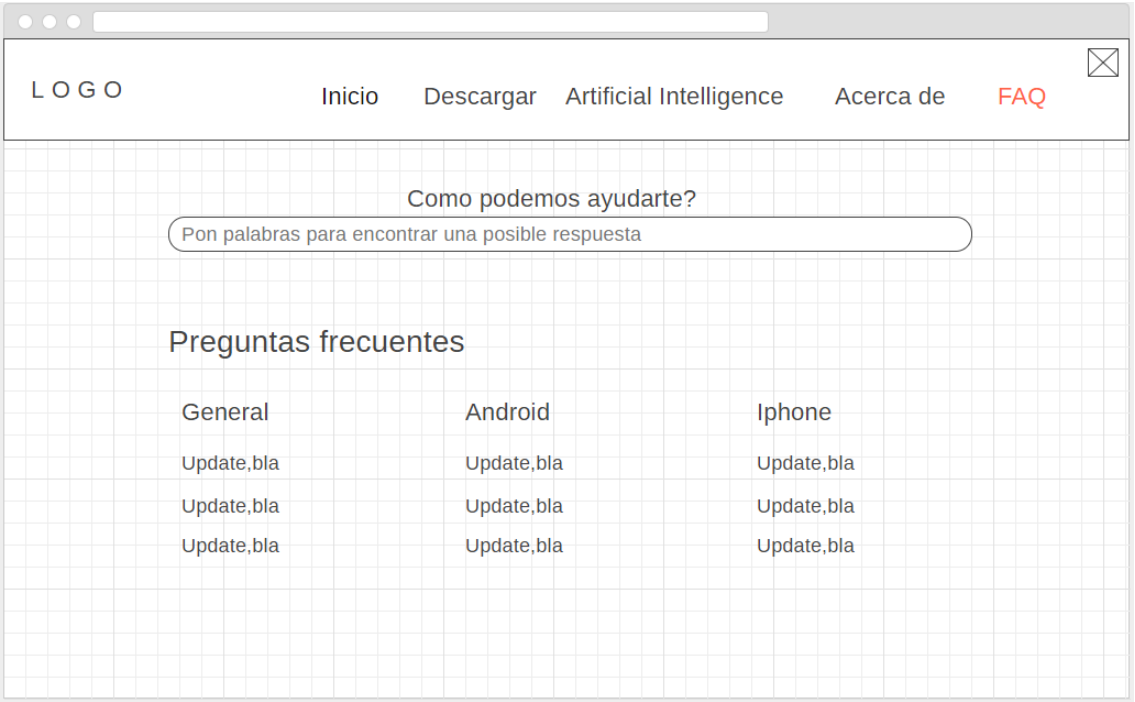 LOGO Inicio Descargar Artificial Intelligence Acerca de FAQ
Como podemos ayudarte?
Pon palabras para encontrar una posible respuesta
Preguntas frecuentes
General Android Iphone
Update,bla Update,bla Update,bla
Update,bla Update,bla Update,bla
Update,bla Update,bla Update,bla